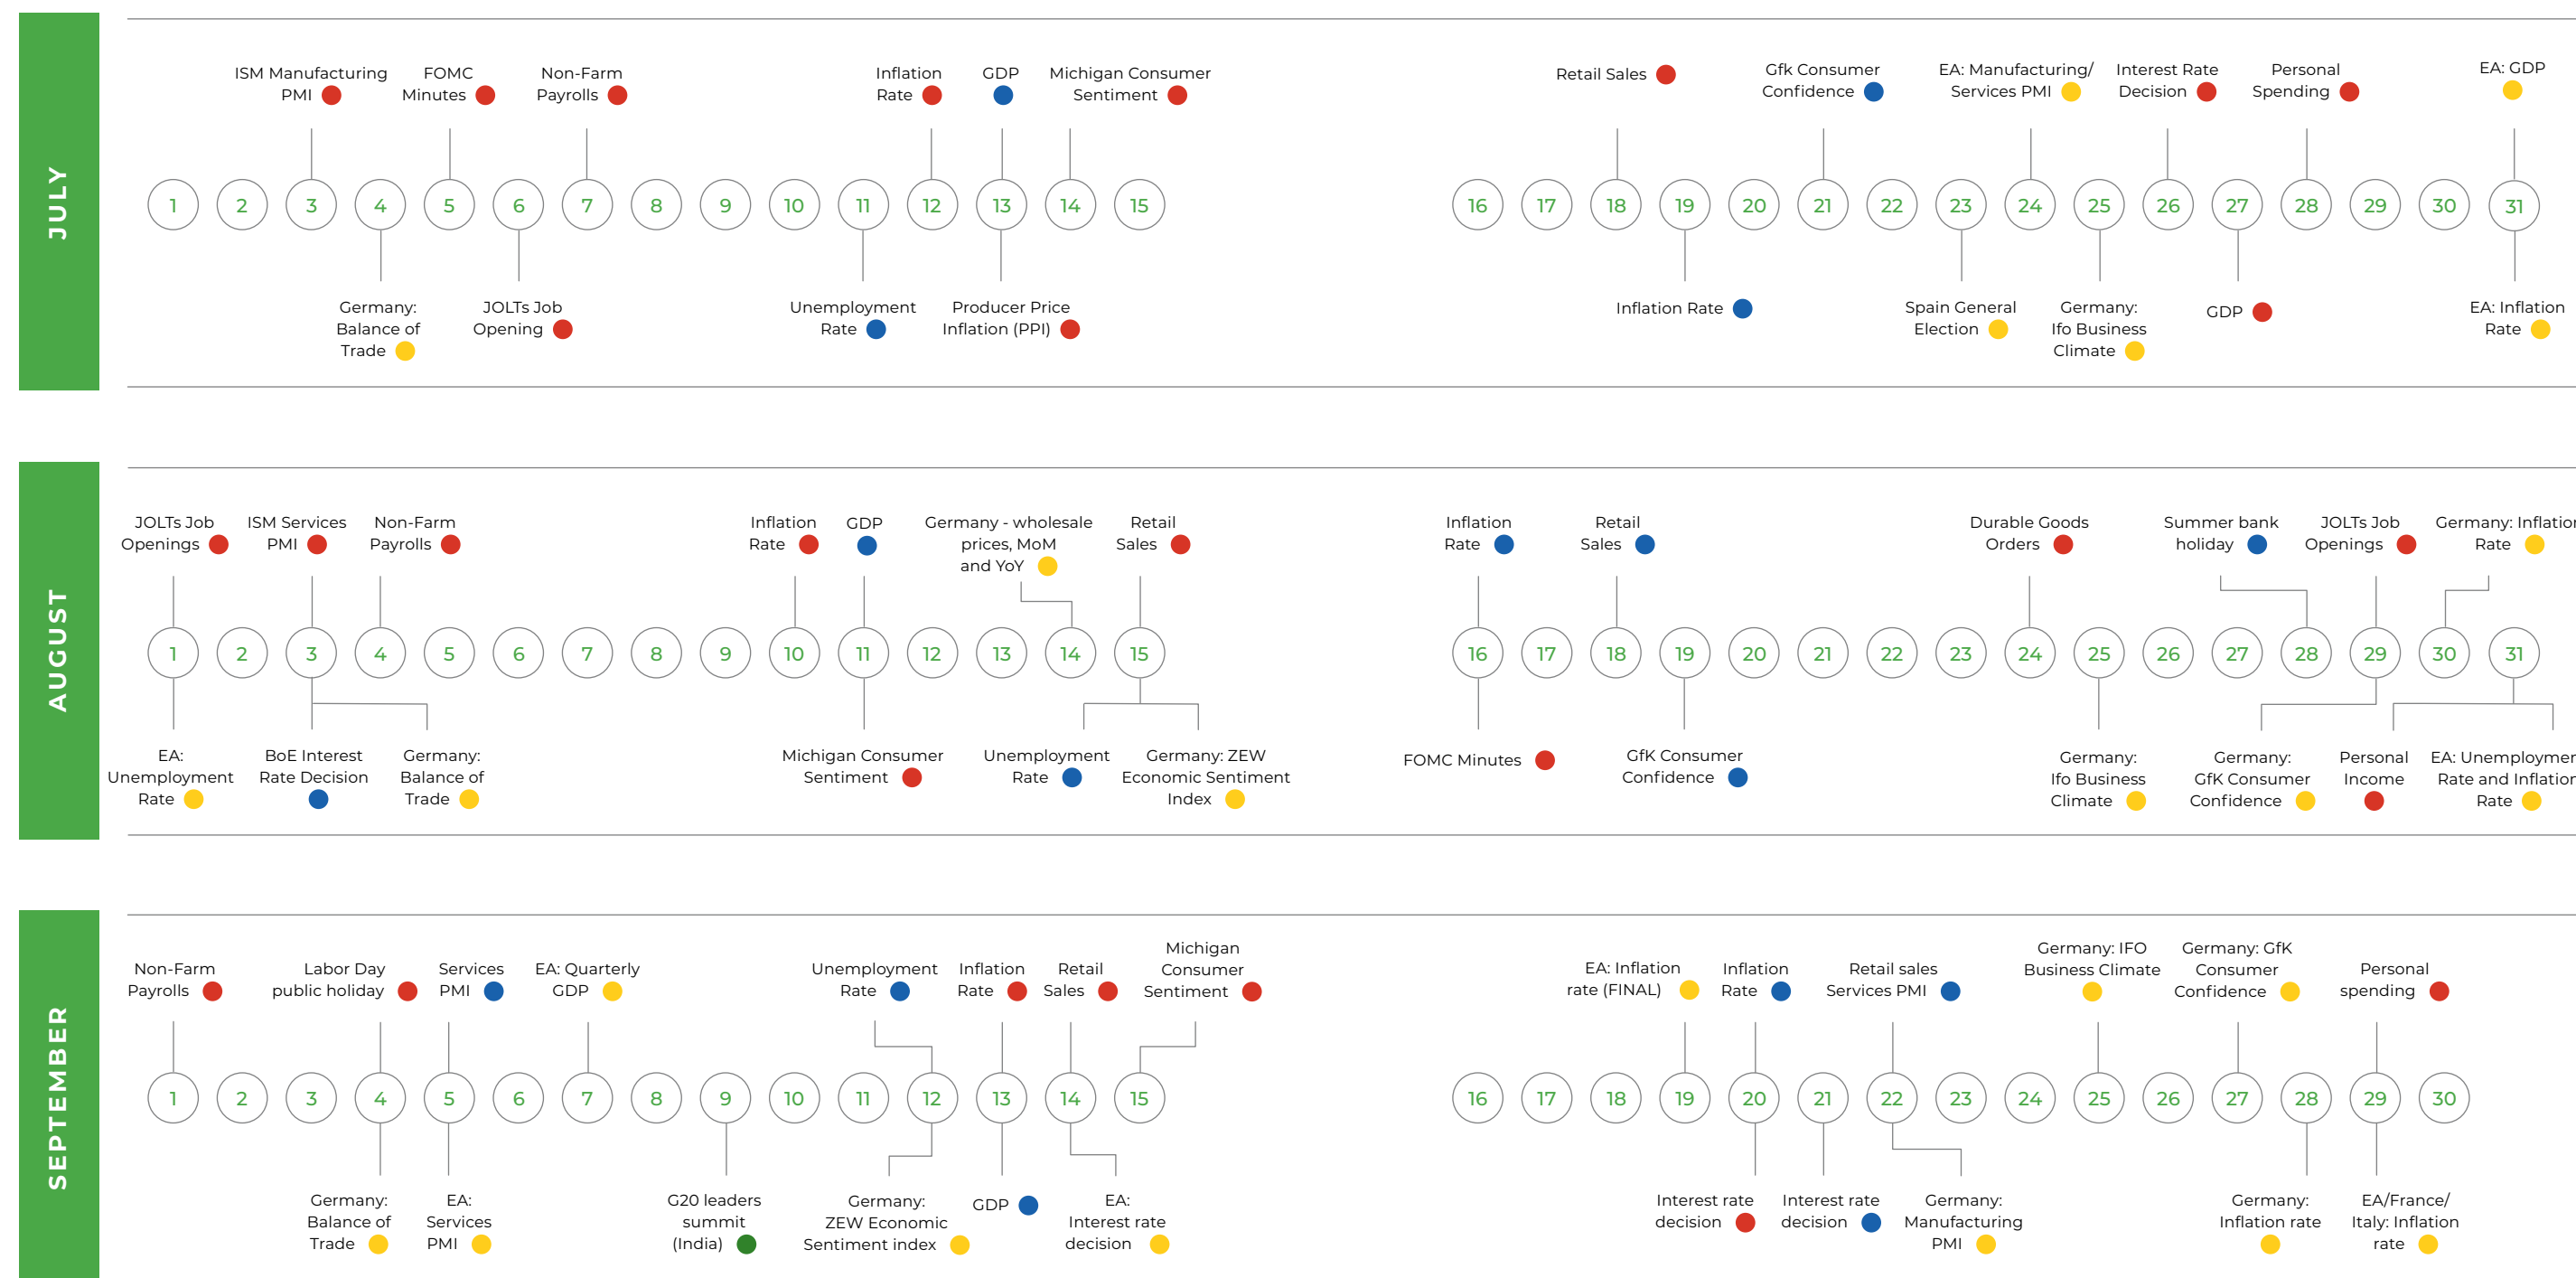 JULY
ISM Manufacturing
PMI
FOMC
Minutes
Non-Farm
Payrolls
Inflation
Rate
GDP
Michigan Consumer
Sentiment
Retail Sales
Gfk Consumer
Confidence
EA: Manufacturing/
Services PMI
Interest Rate
Decision
Personal
Spending
EA: GDP
1 2 3 4 5 6 7 8 9 10 11 12 13 14 15 16 17 18 19 20 21 22 23 24 25 26 27 28 29 30 31
Germany:
Balance of
Trade
JOLTs Job
Opening
Unemployment
Rate
Producer Price
Inflation (PPI)
Inflation Rate
Spain General
Election
Germany:
Ifo Business
Climate
GDP
EA: Inflation
Rate
AUGUST
JOLTs Job
Openings
ISM Services
PMI
Non-Farm
Payrolls
Inflation
Rate
GDP
Germany - wholesale
prices, MoM
and YoY
Retail
Sales
Inflation
Rate
Retail
Sales
Durable Goods
Orders
Summer bank
holiday
JOLTs Job
Openings
Germany: Inflation
Rate
1 2 3 4 5 6 7 8 9 10 11 12 13 14 15 16 17 18 19 20 21 22 23 24 25 26 27 28 29 30 31
EA:
Unemployment
Rate
BoE Interest
Rate Decision
Germany:
Balance of
Trade
Michigan Consumer
Sentiment
Unemployment
Rate
Germany: ZEW
Economic Sentiment
Index
FOMC Minutes
GfK Consumer
Confidence
Germany:
Ifo Business
Climate
Germany:
GfK Consumer
Confidence
Personal
Income
EA: Unemploymen
Rate and Inflation
Rate
SEPTEMBER
Non-Farm
Payrolls
Labor Day
public holiday
Services
PMI
EA: Quarterly
GDP
Unemployment
Rate
Inflation
Rate
Retail
Sales
Michigan
Consumer
Sentiment
EA: Inflation
rate (FINAL)
Inflation
Rate
Retail sales
Services PMI
Germany: IFO
Business Climate
Germany: GfK
Consumer
Confidence
Personal
spending
1 2 3 4 5 6 7 8 9 10 11 12 13 14 15 16 17 18 19 20 21 22 23 24 25 26 27 28 29 30
Germany:
Balance of
Trade
EA:
Services
PMI
G20 leaders
summit
(India)
Germany:
ZEW Economic
Sentiment index
GDP
EA:
Interest rate
decision
Interest rate
decision
Interest rate
decision
Germany:
Manufacturing
PMI
Germany:
Inflation rate
EA/France/
Italy: Inflation
rate